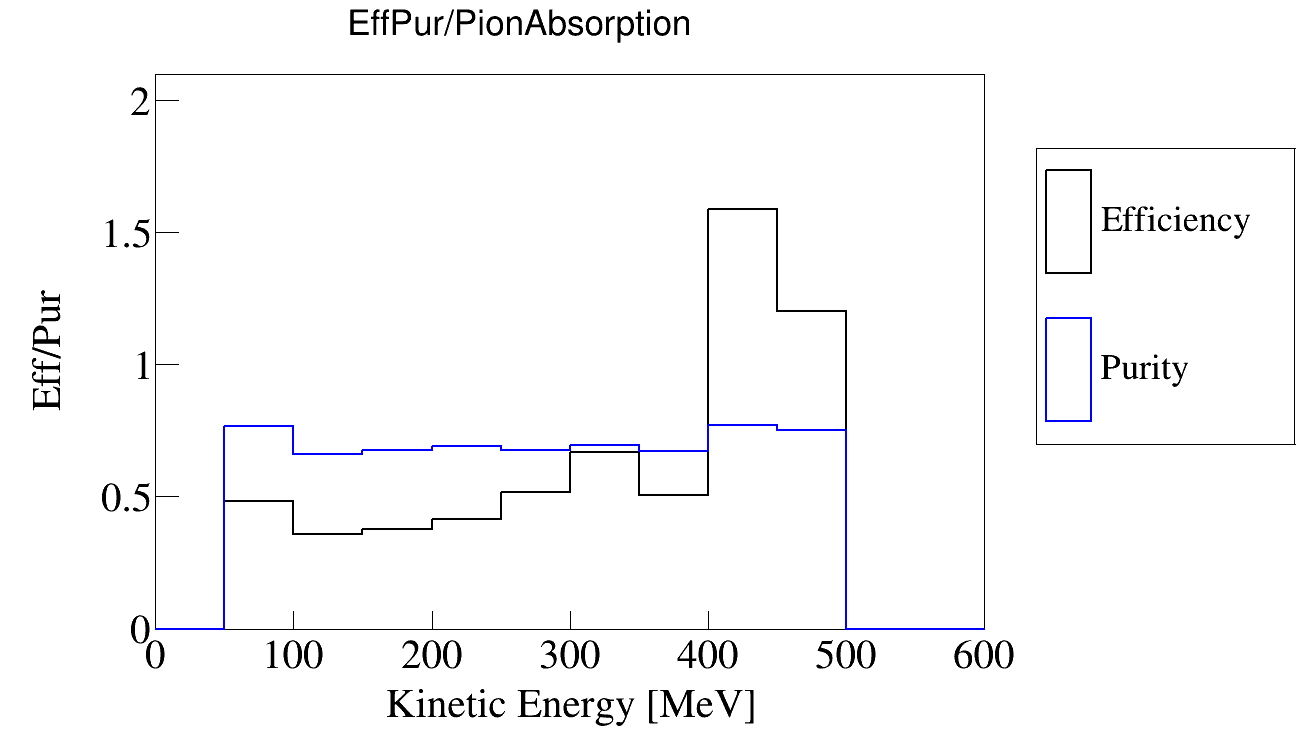 EffPur/PionAbsorption
2
1.5
1
0.5
0
Eff/Pur
0 100 200 300 400 500 600
Kinetic Energy [MeV]
Efficiency
Purity